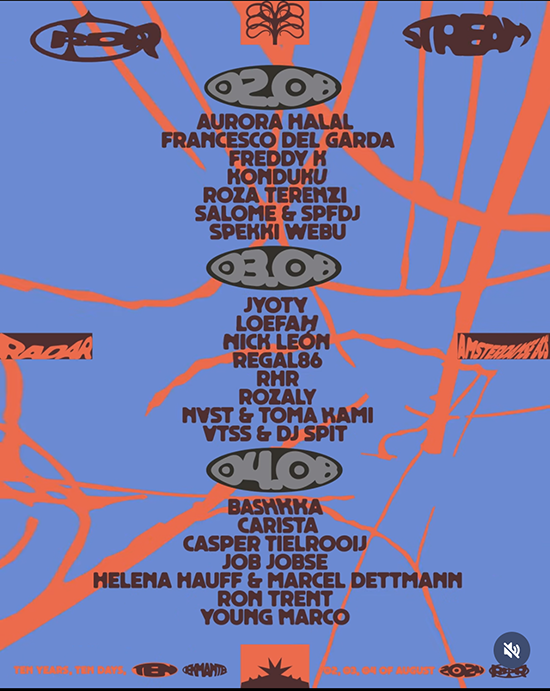 HÖR
STREAM
02.08
AURORA HALAL
FRANCESCO DEL GARDA
FREDDY K
KONDUKU
ROZA TERENZI
SALOME & SPFDJ
SPEKKI WEBU
03.08
JYOTY
LOEFAH
NICK LEÓN
REGAL86
RHR
ROZALY
NVST & TOMA KAMI
VTSS & DJ SPIT
RADAR
04.08
BASHKKA
CARISTA
CASPER TIELROOIJ
JOB JOBSE
HELENA HAUFF & MARCEL DETTMANN
RON TRENT
YOUNG MARCO
TEN YEARS, TEN DAYS,
02, 03, 04 OF AUGUST 2024